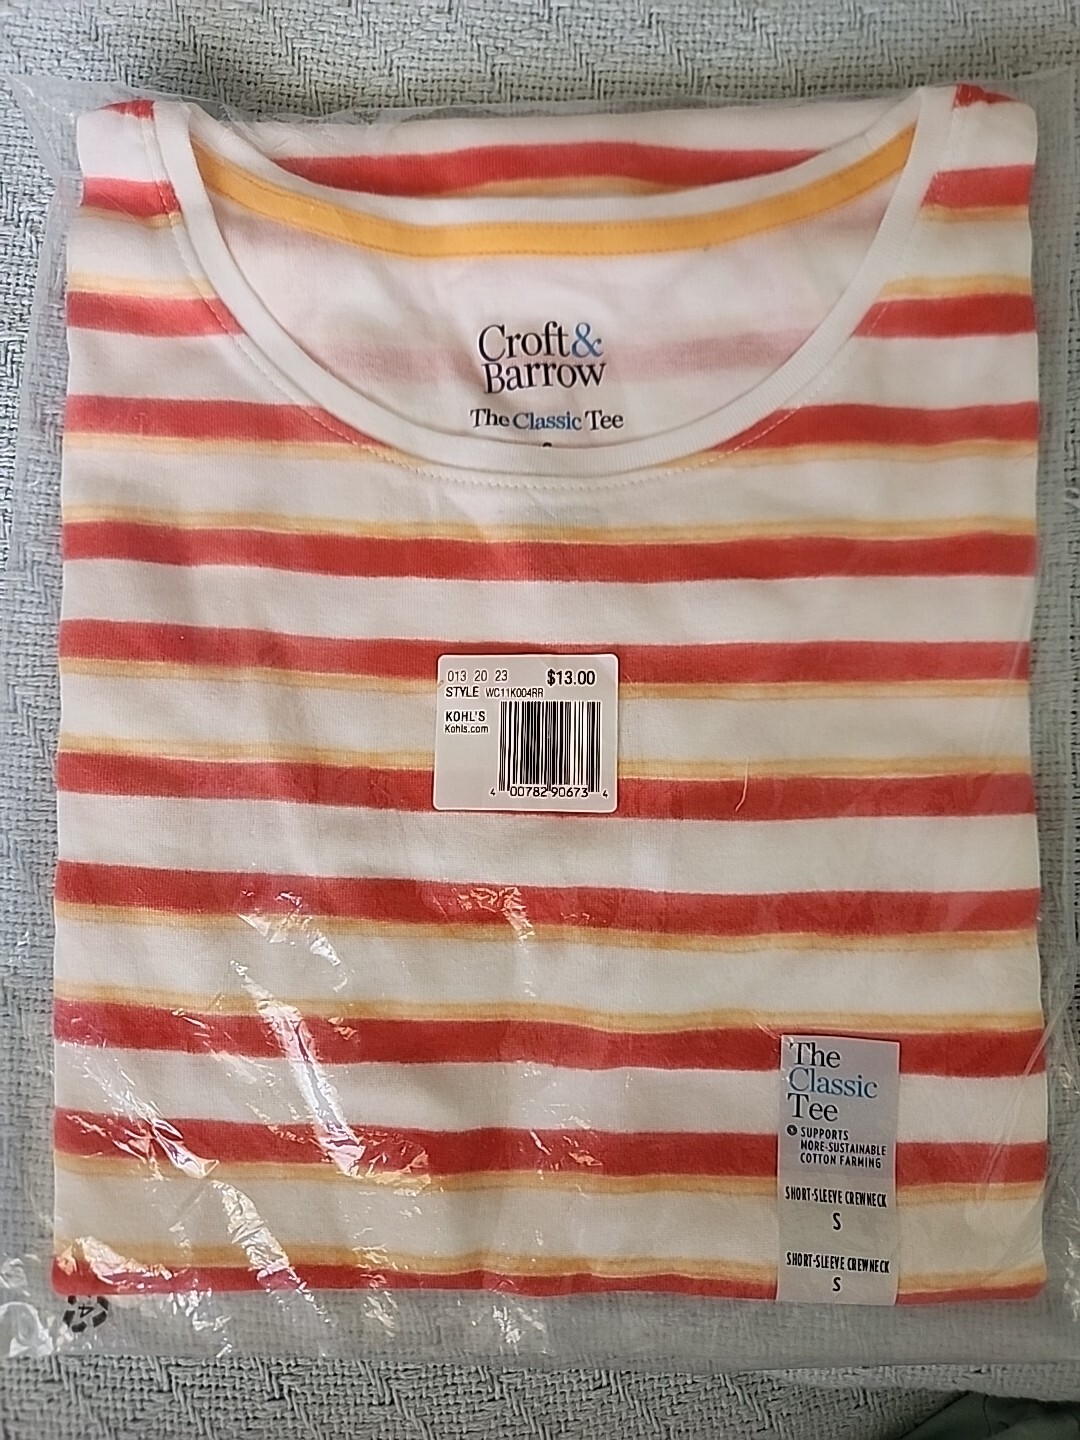 Croft&
Barrow
The Classic Tee
013 20 23 $13.00
STYLE WC11K004RR
KOHL'S
Kohls.com
4 00782 90673 4
The
Classic
Tee
SUPPORTS
MORE-SUSTAINABLE
COTTON FARMING
SHORT-SLEEVE CREWNECK
S
SHORT-SLEEVE CREWNECK
S
4